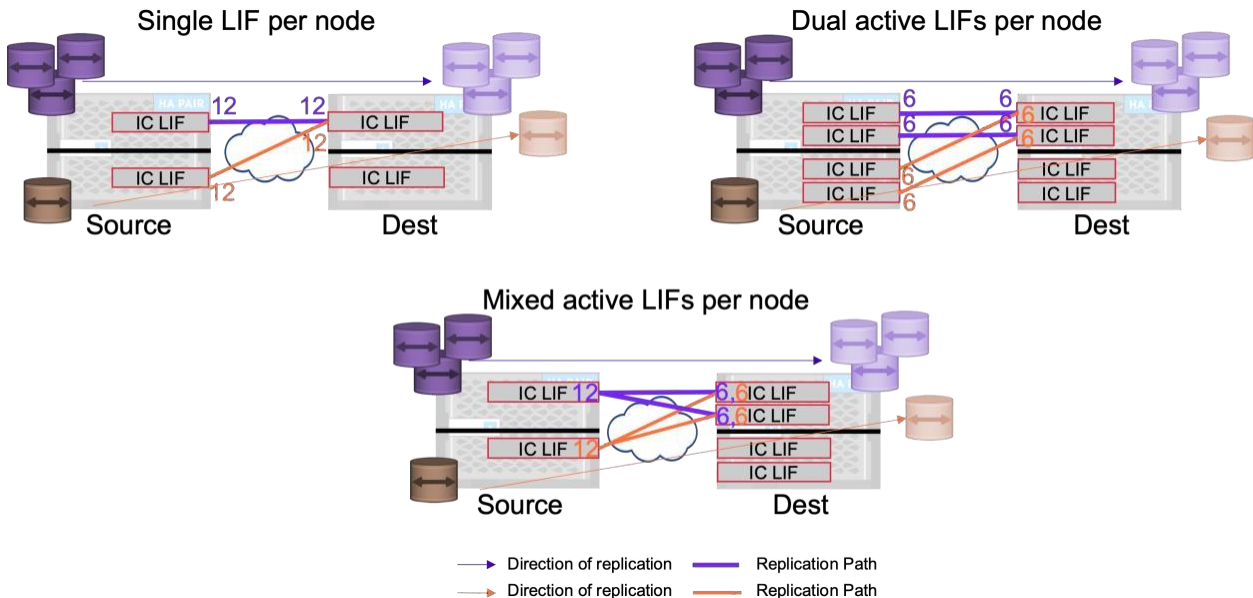 Single LIF per node
HA PAIR
12 12
IC LIF IC LIF
12
IC LIF IC LIF
12
Source Dest
Dual active LIFs per node
6 6
IC LIF 6 IC LIF
6 6
IC LIF 6 IC LIF
IC LIF IC LIF
6
IC LIF IC LIF
6
Source Dest
Mixed active LIFs per node
IC LIF 12 6,6 IC LIF
6,6 IC LIF
IC LIF 12 IC LIF
IC LIF
Source Dest
Direction of replication Replication Path
Direction of replication Replication Path